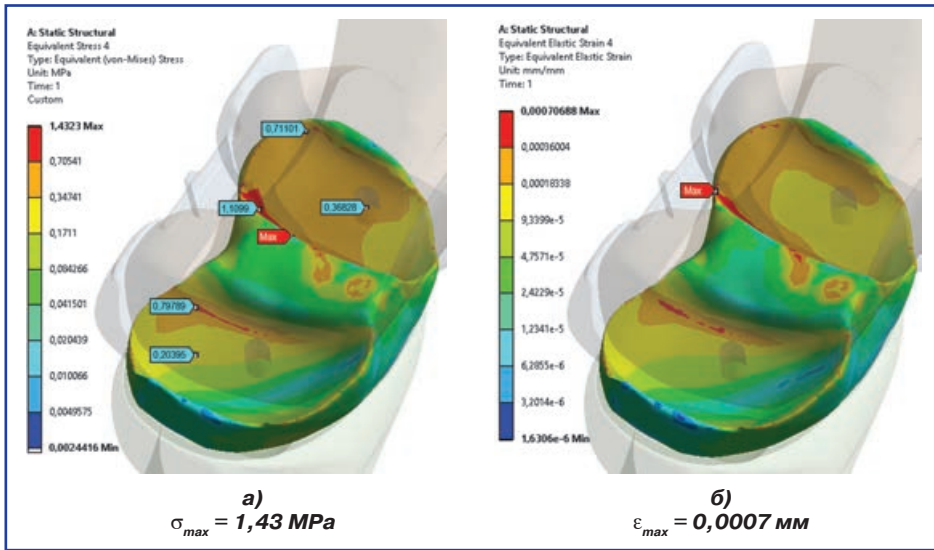 A: Static Structural
Equivalent Stress 4
Type: Equivalent (von-Mises) Stress
Unit: MPa
Time: 1
Custom
1,4323 Max
0,70541
0,34741
0,1711
0,084266
0,041501
0,020439
0,010066
0,0049575
0,0024416 Min
0,71101
1,1099
0,36828
Max
0,79789
0,20395
a)
σmax = 1,43 MPa
A: Static Structural
Equivalent Elastic Strain 4
Type: Equivalent Elastic Strain
Unit: mm/mm
Time: 1
0,00070688 Max
0,00036004
0,00018338
9,3399e-5
4,7571e-5
2,4229e-5
1,2341e-5
6,2855e-6
3,2014e-6
1,6306e-6 Min
Max
б)
εmax = 0,0007 мм